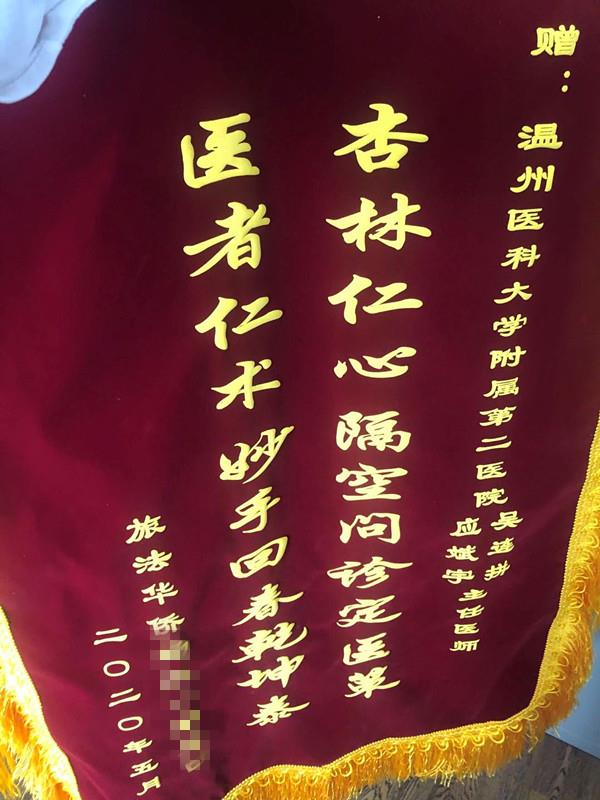 赠：温州医科大学附属第二医院吴连拼
应斌宇主任医师
杏林仁心隔空问诊定医策
医者仁术妙手回春乾坤泰
旅法华侨
二〇二〇年五月